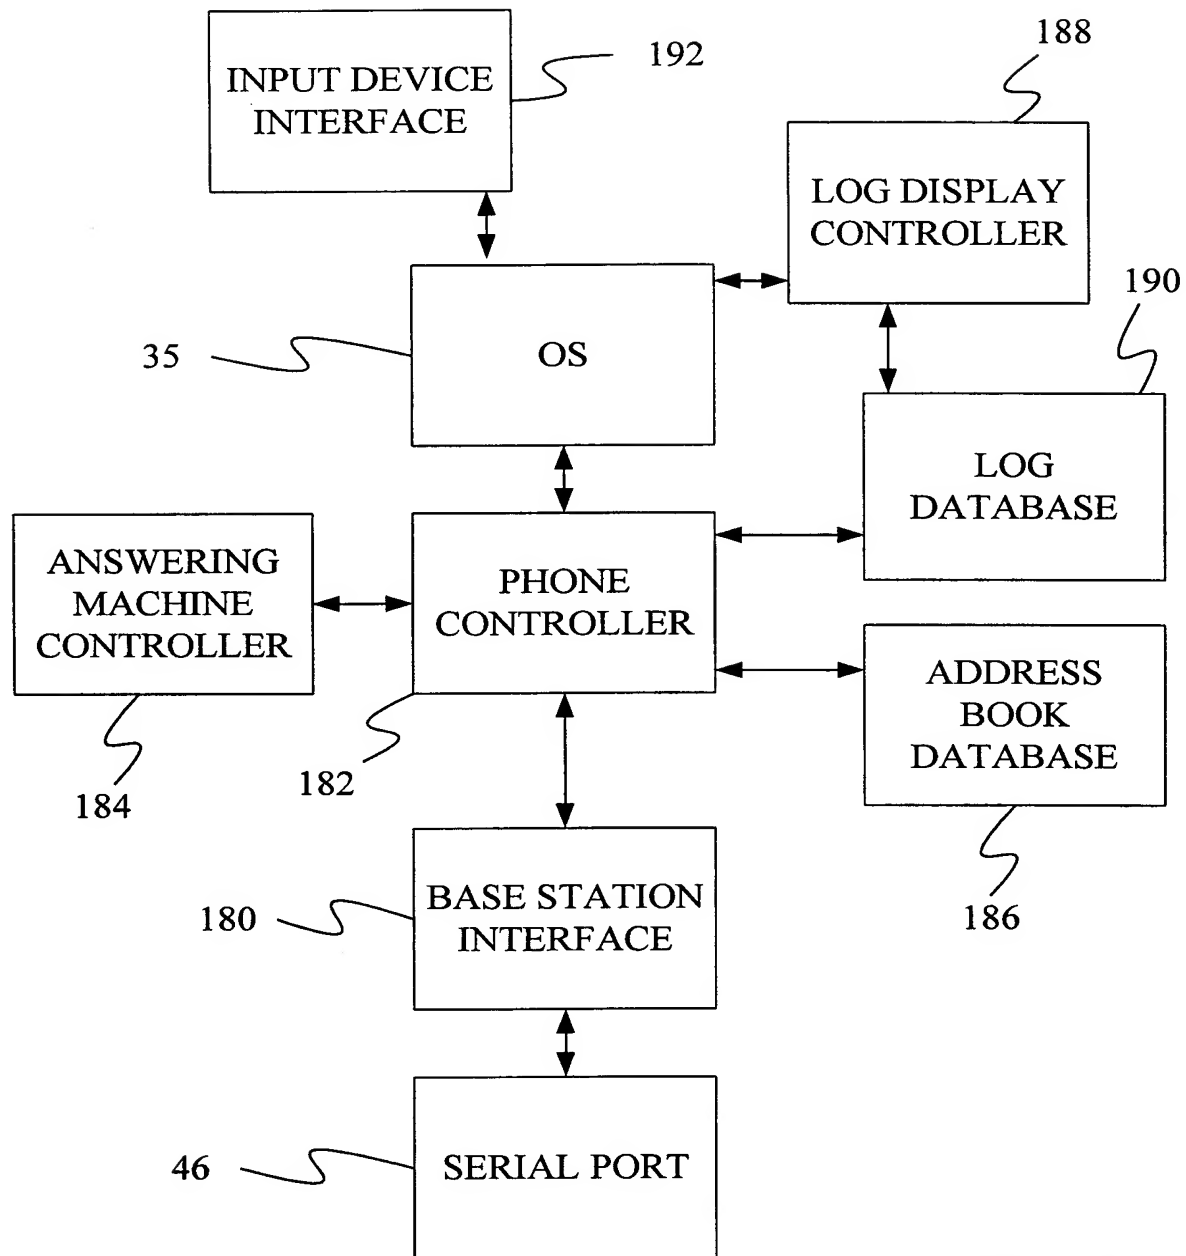 192
188
INPUT DEVICE
INTERFACE
LOG DISPLAY
CONTROLLER
190
35
OS
LOG
DATABASE
ANSWERING
MACHINE
CONTROLLER
PHONE
CONTROLLER
ADDRESS
BOOK
DATABASE
184
182
180
BASE STATION
INTERFACE
186
46
SERIAL PORT